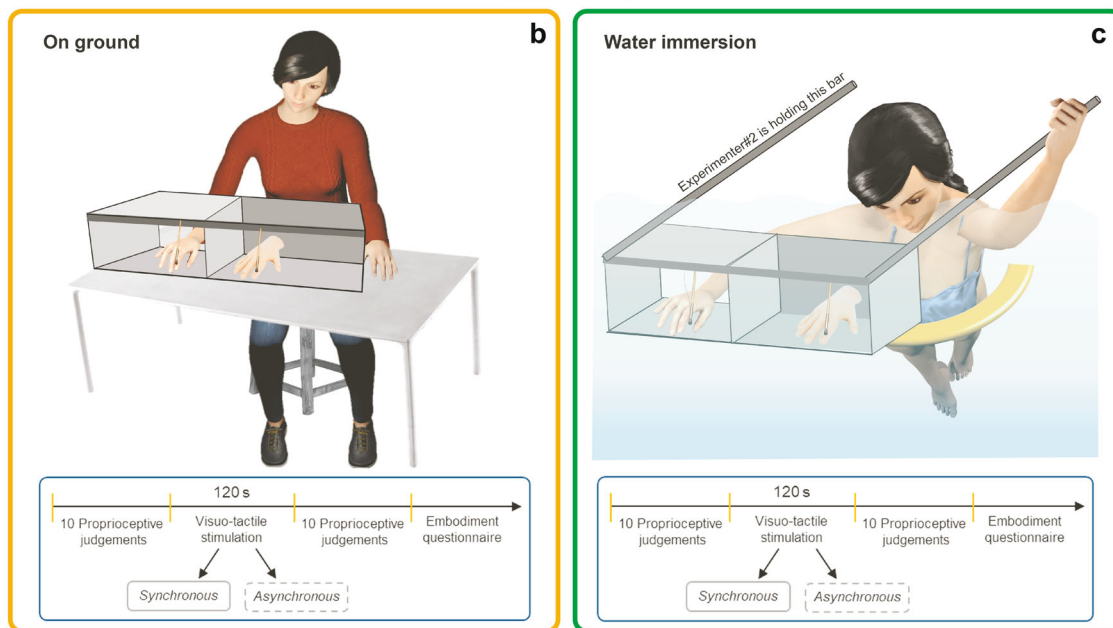 b
On ground
120 s
10 Proprioceptive
judgements
Visuo-tactile
stimulation
10 Proprioceptive
judgements
Embodiment
questionnaire
Synchronous
Asynchronous
c
Water immersion
Experimenter#2 is holding this bar
120 s
10 Proprioceptive
judgements
Visuo-tactile
stimulation
10 Proprioceptive
judgements
Embodiment
questionnaire
Synchronous
Asynchronous